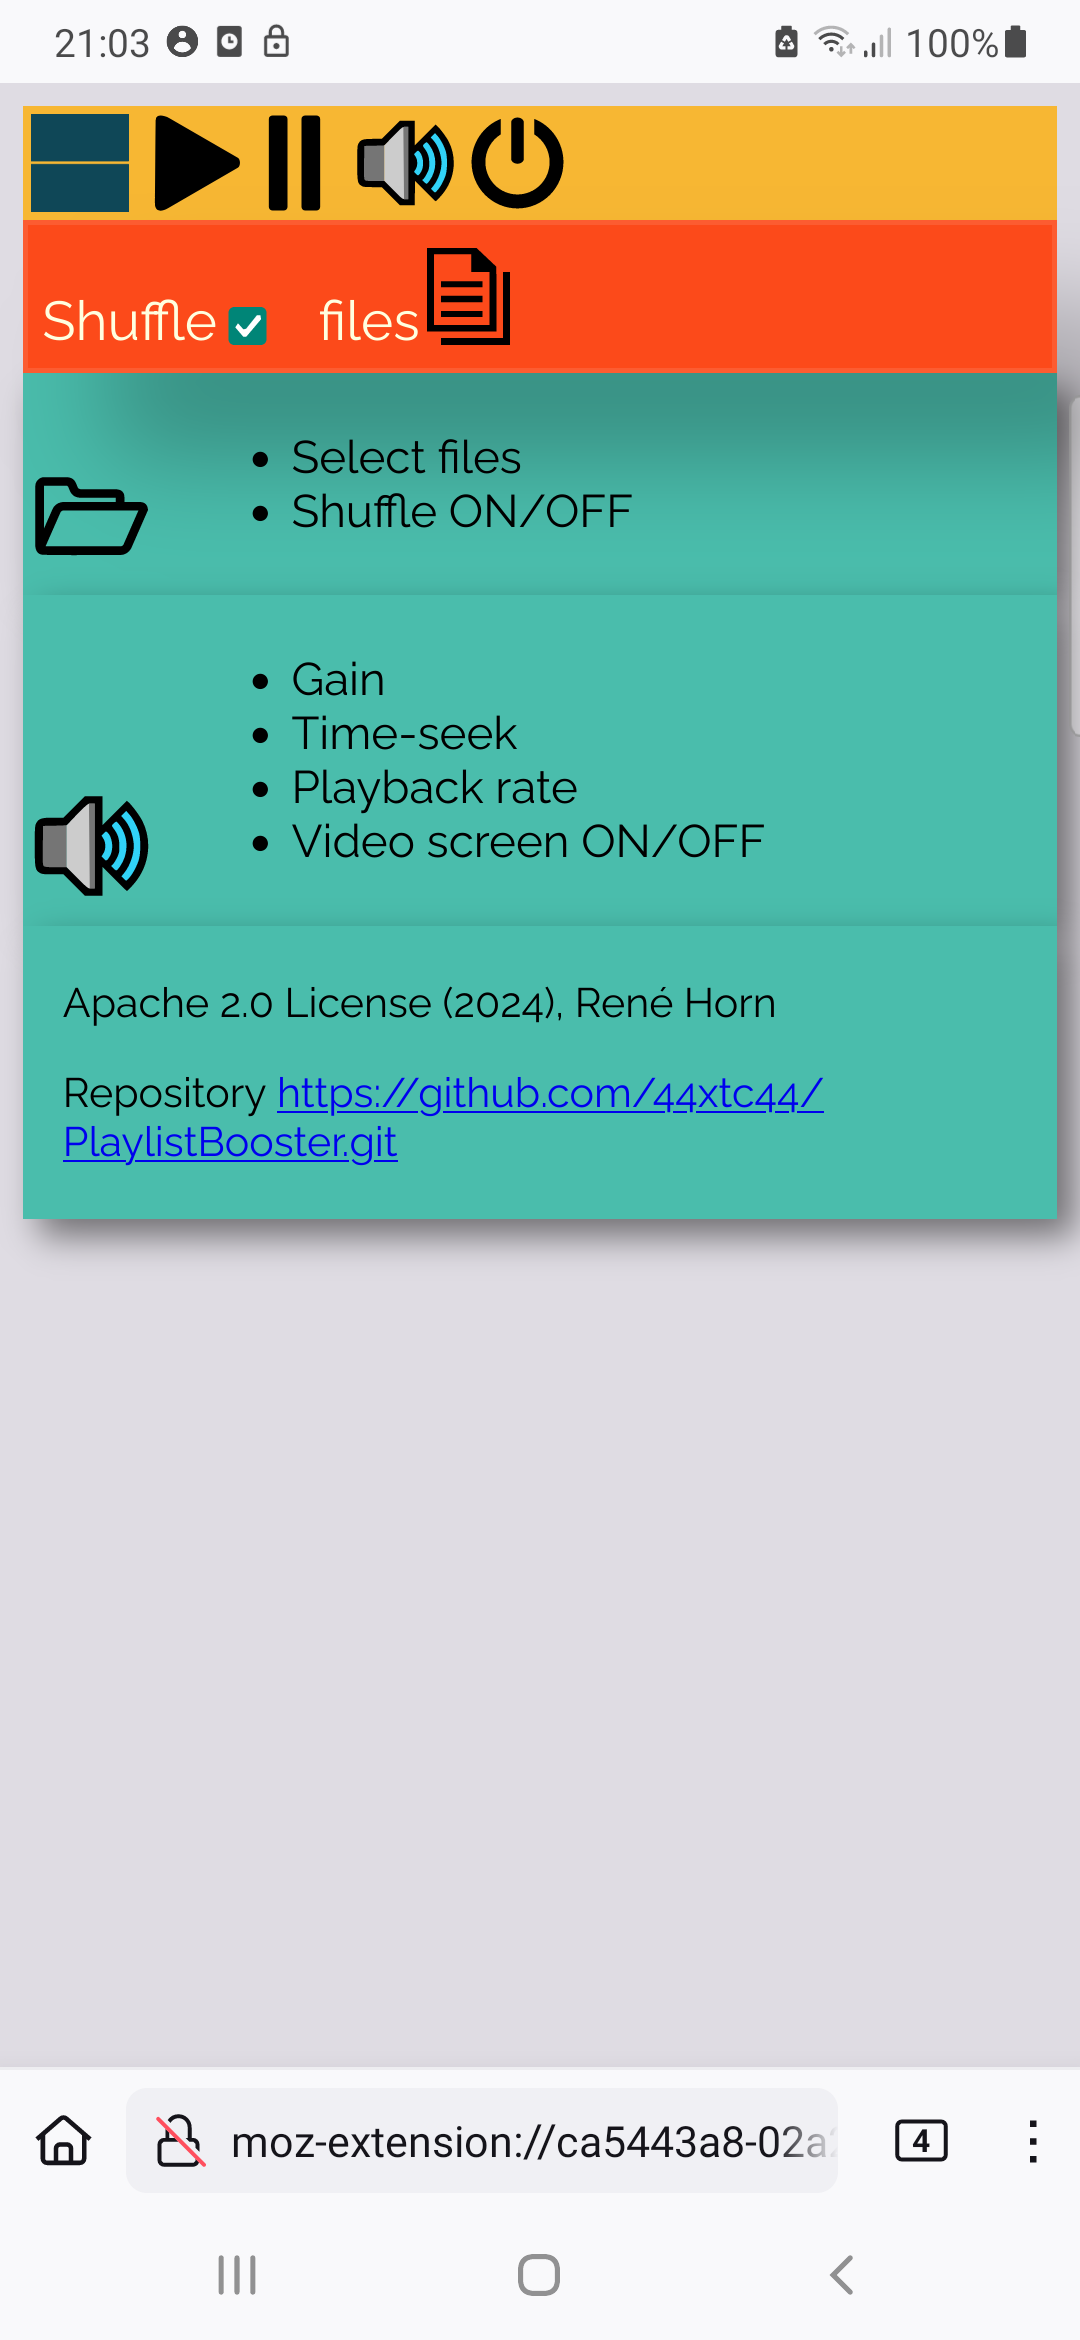 21:03 100%
Shuffle files
Select files
Shuffle ON/OFF
Gain
Time-seek
Playback rate
Video screen ON/OFF
Apache 2.0 License (2024), René Horn
Repository https://github.com/44xtc44/
PlaylistBooster.git
moz-extension://ca5443a8-02a 4